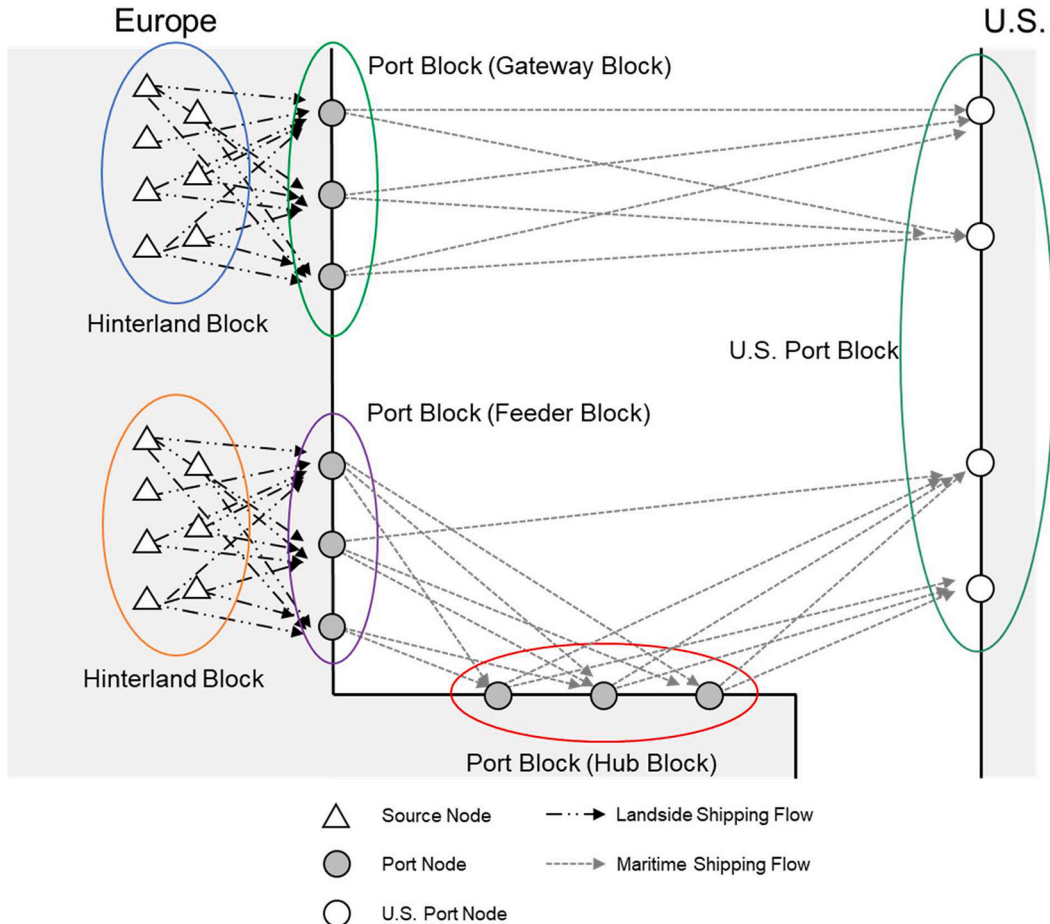 Europe
U.S.
Port Block (Gateway Block)
Hinterland Block
U.S. Port Block
Port Block (Feeder Block)
Hinterland Block
Port Block (Hub Block)
Source Node
Landside Shipping Flow
Port Node
Maritime Shipping Flow
U.S. Port Node